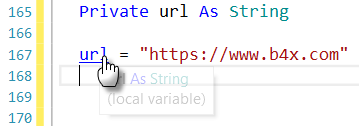 165 Private url As String
166
167 url = "https://www.b4x.com"
168
169 As String
(local variable)
170